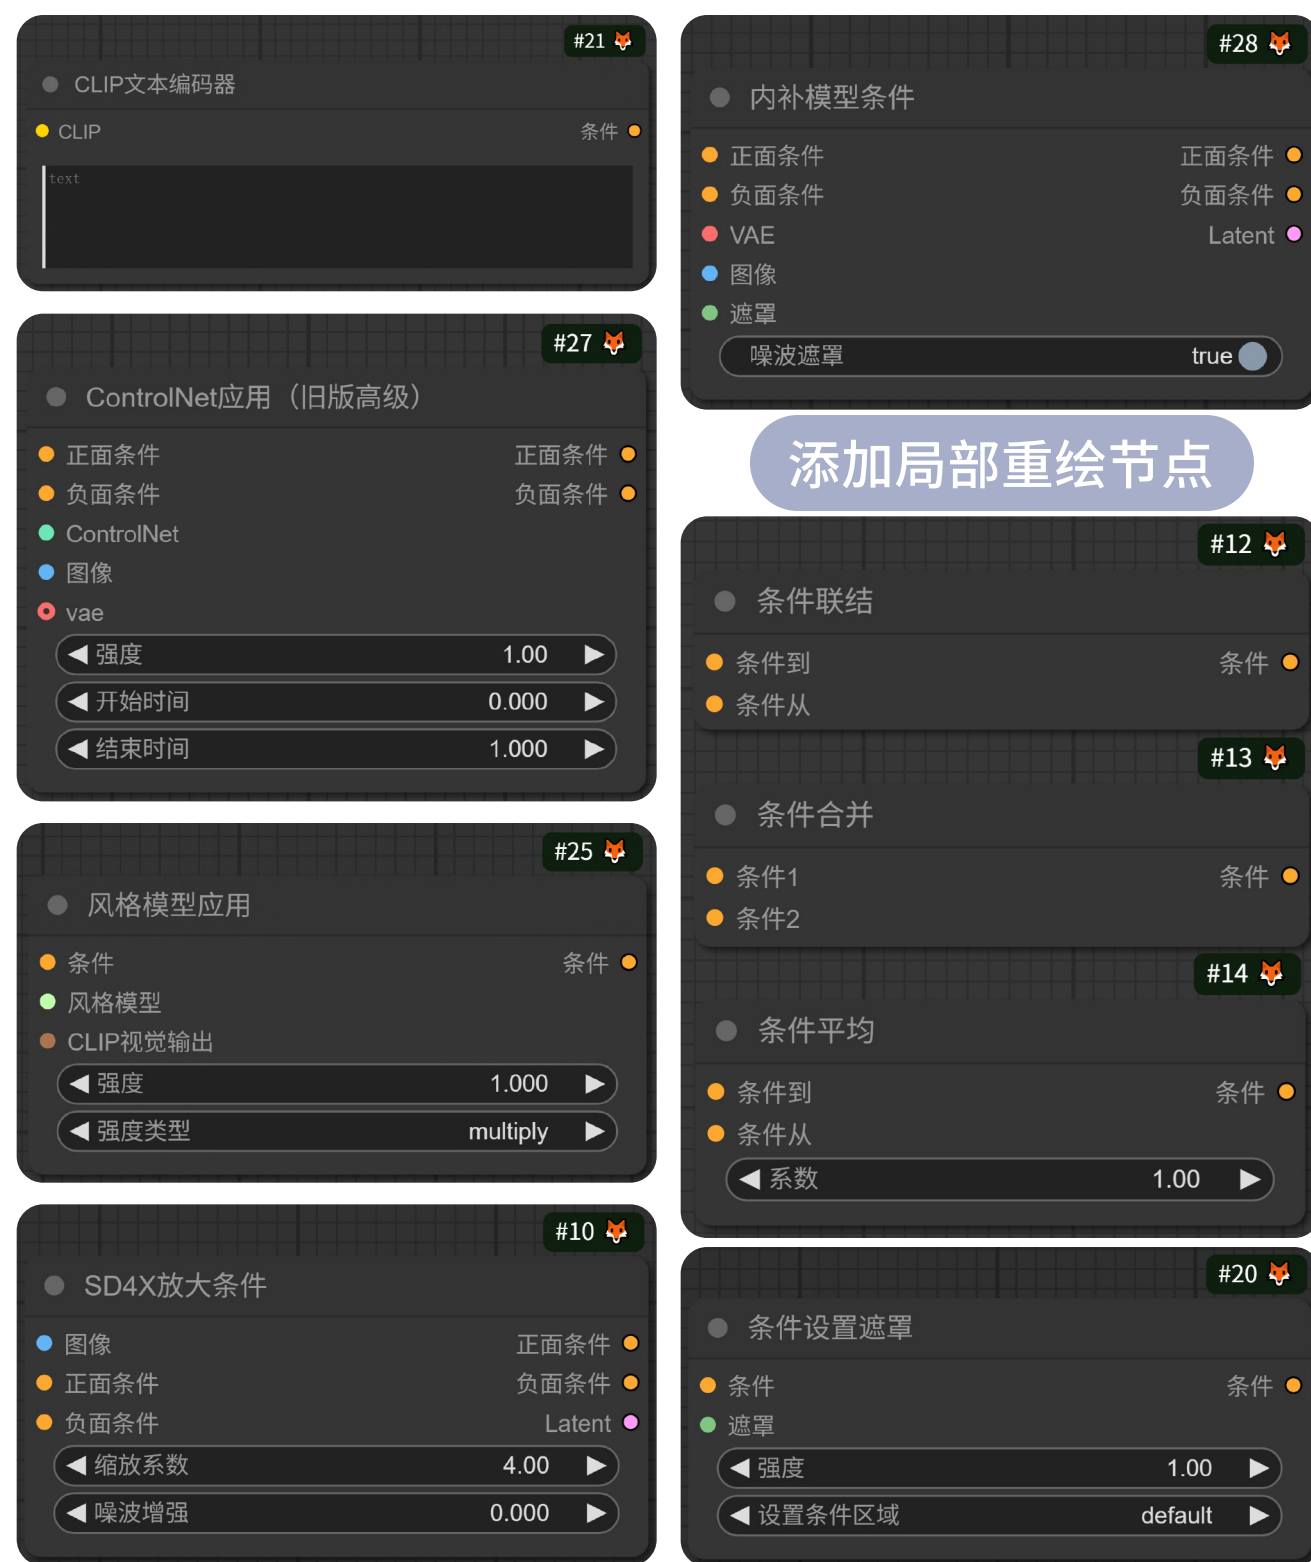 #21
CLIP文本编码器
CLIP 条件
text
#27
ControlNet应用（旧版高级）
正面条件 正面条件
负面条件 负面条件
ControlNet
图像
vae
强度 1.00
开始时间 0.000
结束时间 1.000
#25
风格模型应用
条件 条件
风格模型
CLIP视觉输出
强度 1.000
强度类型 multiply
#10
SD4X放大条件
图像 正面条件
正面条件 负面条件
负面条件 Latent
缩放系数 4.00
噪波增强 0.000
#28
内补模型条件
正面条件 正面条件
负面条件 负面条件
VAE Latent
图像
遮罩
噪波遮罩 true
添加局部重绘节点
#12
条件联结
条件到 条件
条件从
#13
条件合并
条件1 条件
条件2
#14
条件平均
条件到 条件
条件从
系数 1.00
#20
条件设置遮罩
条件 条件
遮罩
强度 1.00
设置条件区域 default